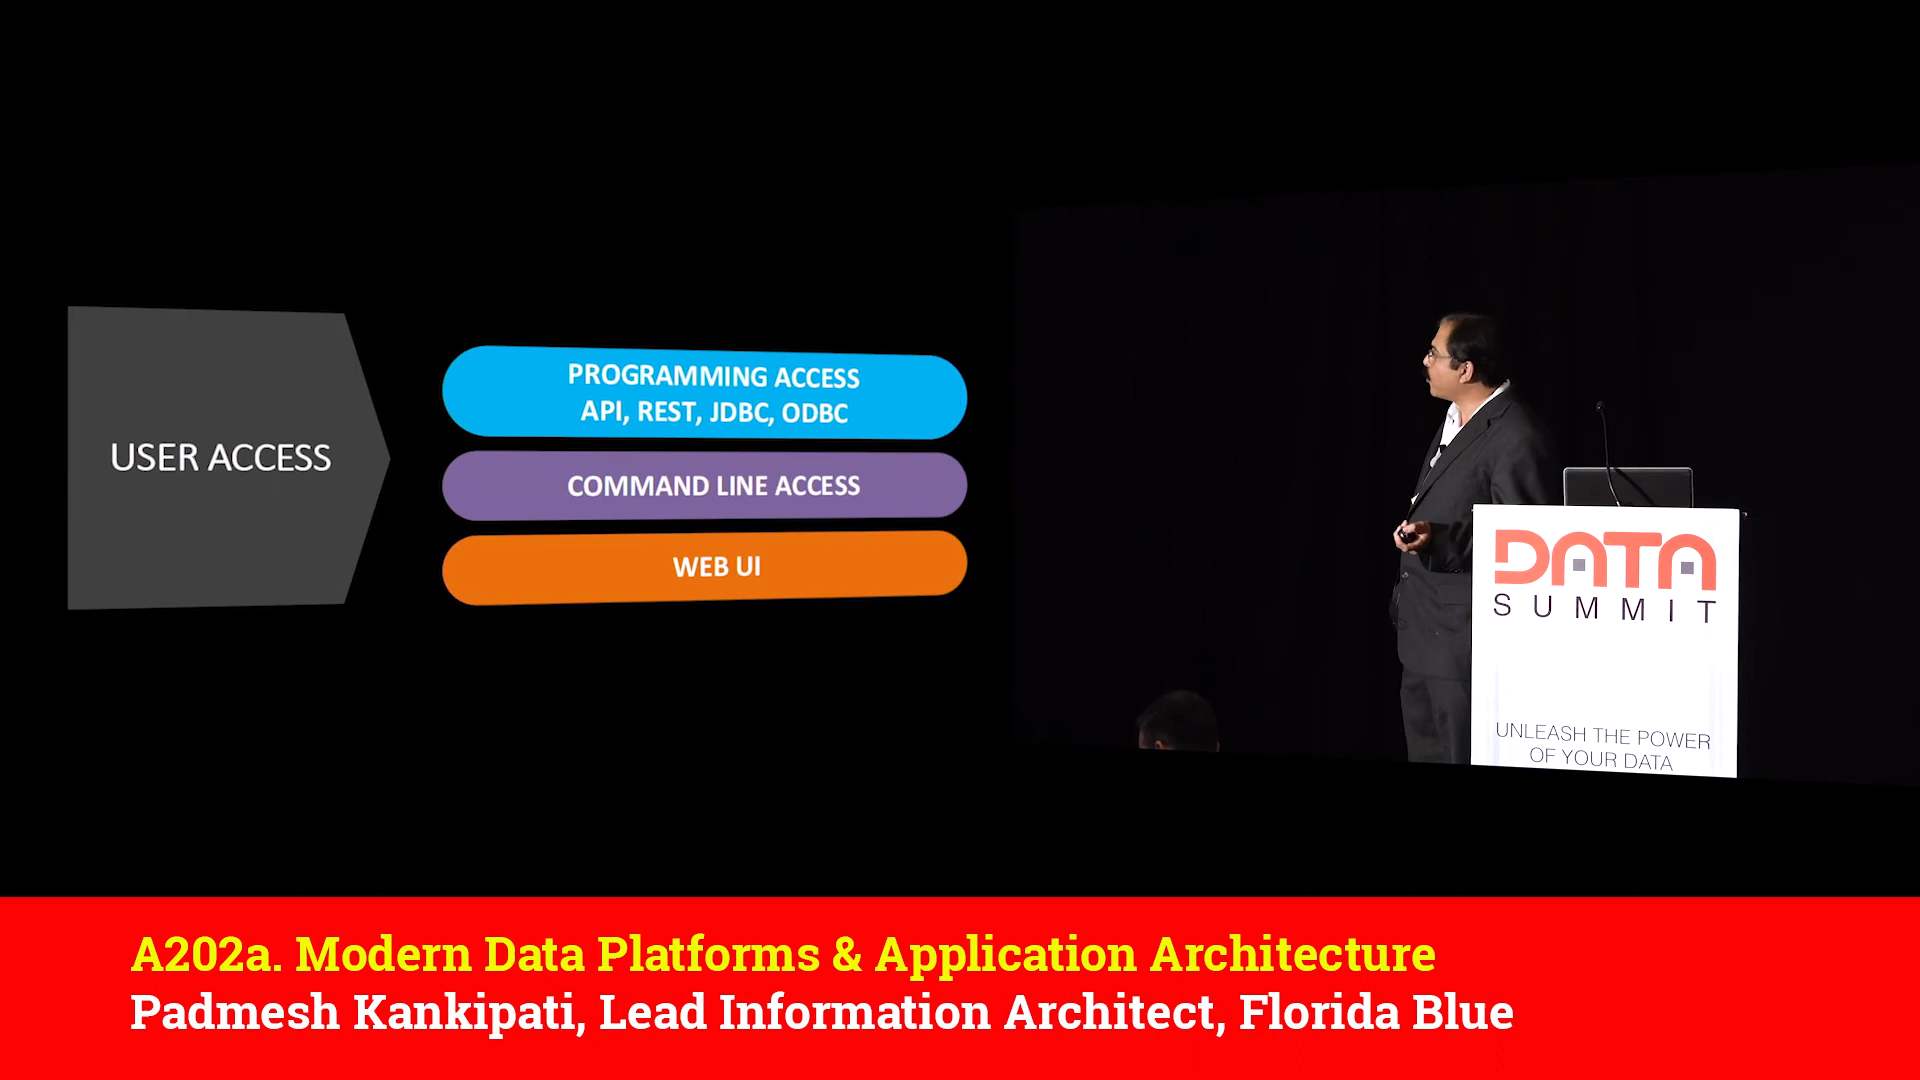 USER ACCESS
PROGRAMMING ACCESS
API, REST, JDBC, ODBC
COMMAND LINE ACCESS
WEB UI
DATA
SUMMIT
UNLEASH THE POWER
OF YOUR DATA
A202a. Modern Data Platforms & Application Architecture
Padmesh Kankipati, Lead Information Architect, Florida Blue